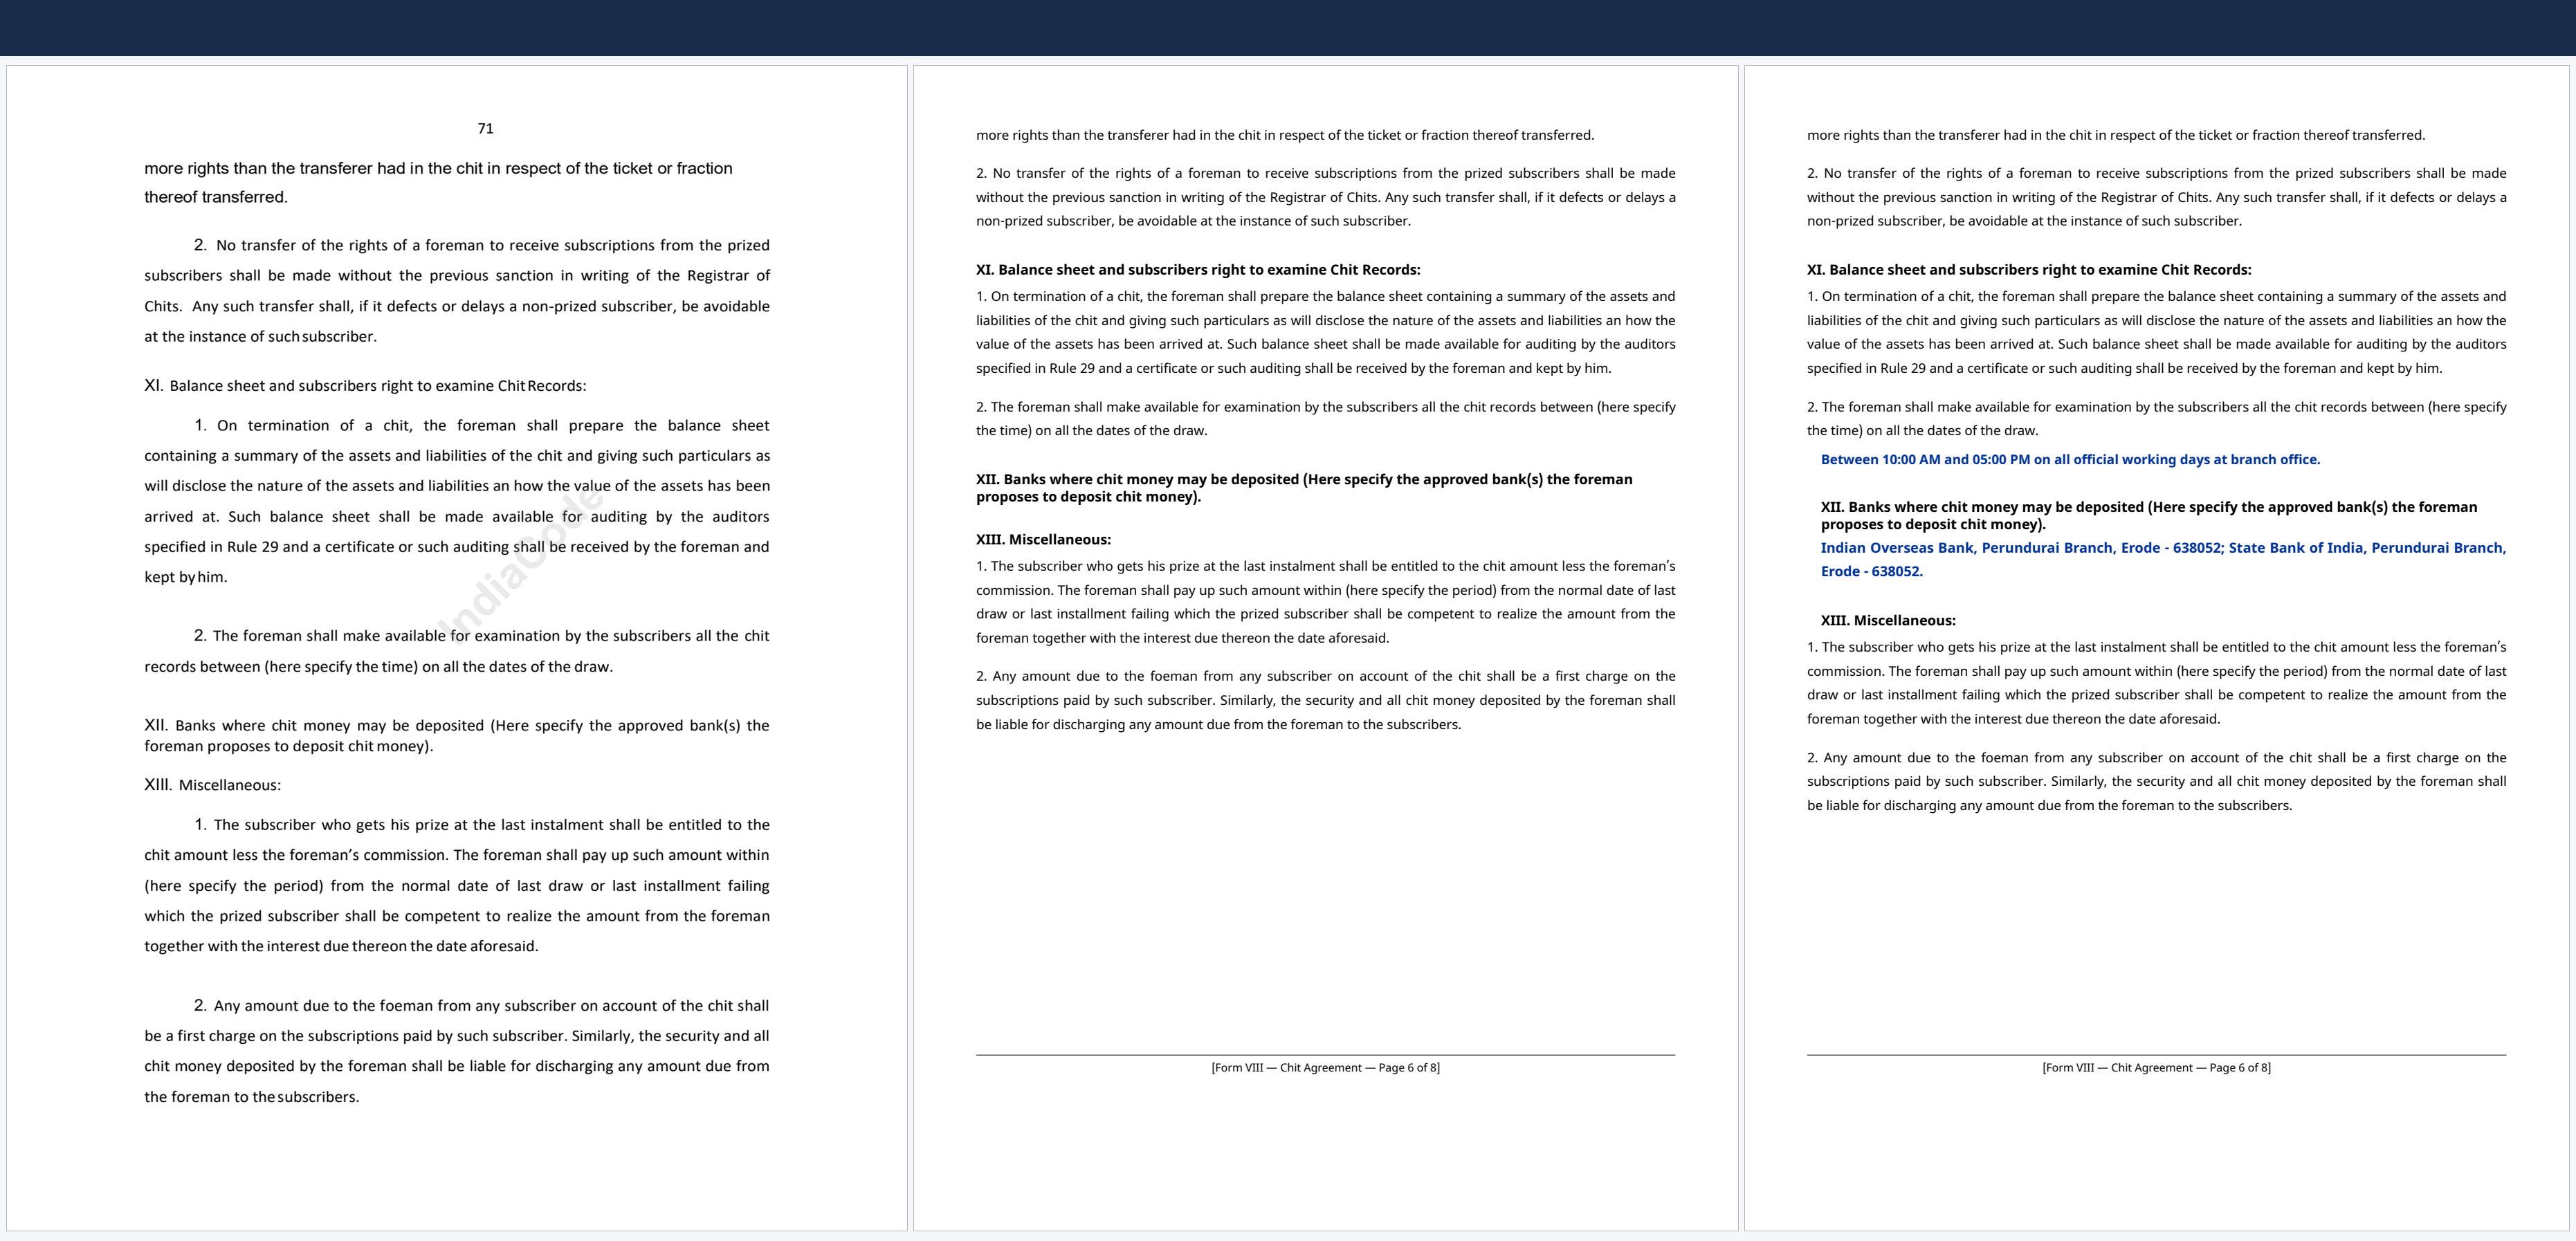 71
more rights than the transferer had in the chit in respect of the ticket or fraction
thereof transferred.
2. No transfer of the rights of a foreman to receive subscriptions from the prized
subscribers shall be made without the previous sanction in writing of the Registrar of
Chits. Any such transfer shall, if it defects or delays a non-prized subscriber, be avoidable
at the instance of such subscriber.
XI. Balance sheet and subscribers right to examine Chit Records:
1. On termination of a chit, the foreman shall prepare the balance sheet
containing a summary of the assets and liabilities of the chit and giving such particulars as
will disclose the nature of the assets and liabilities an how the value of the assets has been
arrived at. Such balance sheet shall be made available for auditing by the auditors
specified in Rule 29 and a certificate or such auditing shall be received by the foreman and
kept by him.
2. The foreman shall make available for examination by the subscribers all the chit
records between (here specify the time) on all the dates of the draw.
XII. Banks where chit money may be deposited (Here specify the approved bank(s) the
foreman proposes to deposit chit money).
XIII. Miscellaneous:
1. The subscriber who gets his prize at the last instalment shall be entitled to the
chit amount less the foreman’s commission. The foreman shall pay up such amount within
(here specify the period) from the normal date of last draw or last installment failing
which the prized subscriber shall be competent to realize the amount from the foreman
together with the interest due thereon the date aforesaid.
2. Any amount due to the foeman from any subscriber on account of the chit shall
be a first charge on the subscriptions paid by such subscriber. Similarly, the security and all
chit money deposited by the foreman shall be liable for discharging any amount due from
the foreman to the subscribers.
IndiaCode
more rights than the transferer had in the chit in respect of the ticket or fraction thereof transferred.
2. No transfer of the rights of a foreman to receive subscriptions from the prized subscribers shall be made
without the previous sanction in writing of the Registrar of Chits. Any such transfer shall, if it defects or delays a
non-prized subscriber, be avoidable at the instance of such subscriber.
XI. Balance sheet and subscribers right to examine Chit Records:
1. On termination of a chit, the foreman shall prepare the balance sheet containing a summary of the assets and
liabilities of the chit and giving such particulars as will disclose the nature of the assets and liabilities an how the
value of the assets has been arrived at. Such balance sheet shall be made available for auditing by the auditors
specified in Rule 29 and a certificate or such auditing shall be received by the foreman and kept by him.
2. The foreman shall make available for examination by the subscribers all the chit records between (here specify
the time) on all the dates of the draw.
XII. Banks where chit money may be deposited (Here specify the approved bank(s) the foreman
proposes to deposit chit money).
XIII. Miscellaneous:
1. The subscriber who gets his prize at the last instalment shall be entitled to the chit amount less the foreman’s
commission. The foreman shall pay up such amount within (here specify the period) from the normal date of last
draw or last installment failing which the prized subscriber shall be competent to realize the amount from the
foreman together with the interest due thereon the date aforesaid.
2. Any amount due to the foeman from any subscriber on account of the chit shall be a first charge on the
subscriptions paid by such subscriber. Similarly, the security and all chit money deposited by the foreman shall
be liable for discharging any amount due from the foreman to the subscribers.
[Form VIII — Chit Agreement — Page 6 of 8]
more rights than the transferer had in the chit in respect of the ticket or fraction thereof transferred.
2. No transfer of the rights of a foreman to receive subscriptions from the prized subscribers shall be made
without the previous sanction in writing of the Registrar of Chits. Any such transfer shall, if it defects or delays a
non-prized subscriber, be avoidable at the instance of such subscriber.
XI. Balance sheet and subscribers right to examine Chit Records:
1. On termination of a chit, the foreman shall prepare the balance sheet containing a summary of the assets and
liabilities of the chit and giving such particulars as will disclose the nature of the assets and liabilities an how the
value of the assets has been arrived at. Such balance sheet shall be made available for auditing by the auditors
specified in Rule 29 and a certificate or such auditing shall be received by the foreman and kept by him.
2. The foreman shall make available for examination by the subscribers all the chit records between (here specify
the time) on all the dates of the draw.
Between 10:00 AM and 05:00 PM on all official working days at branch office.
XII. Banks where chit money may be deposited (Here specify the approved bank(s) the foreman
proposes to deposit chit money).
Indian Overseas Bank, Perundurai Branch, Erode - 638052; State Bank of India, Perundurai Branch,
Erode - 638052.
XIII. Miscellaneous:
1. The subscriber who gets his prize at the last instalment shall be entitled to the chit amount less the foreman’s
commission. The foreman shall pay up such amount within (here specify the period) from the normal date of last
draw or last installment failing which the prized subscriber shall be competent to realize the amount from the
foreman together with the interest due thereon the date aforesaid.
2. Any amount due to the foeman from any subscriber on account of the chit shall be a first charge on the
subscriptions paid by such subscriber. Similarly, the security and all chit money deposited by the foreman shall
be liable for discharging any amount due from the foreman to the subscribers.
[Form VIII — Chit Agreement — Page 6 of 8]